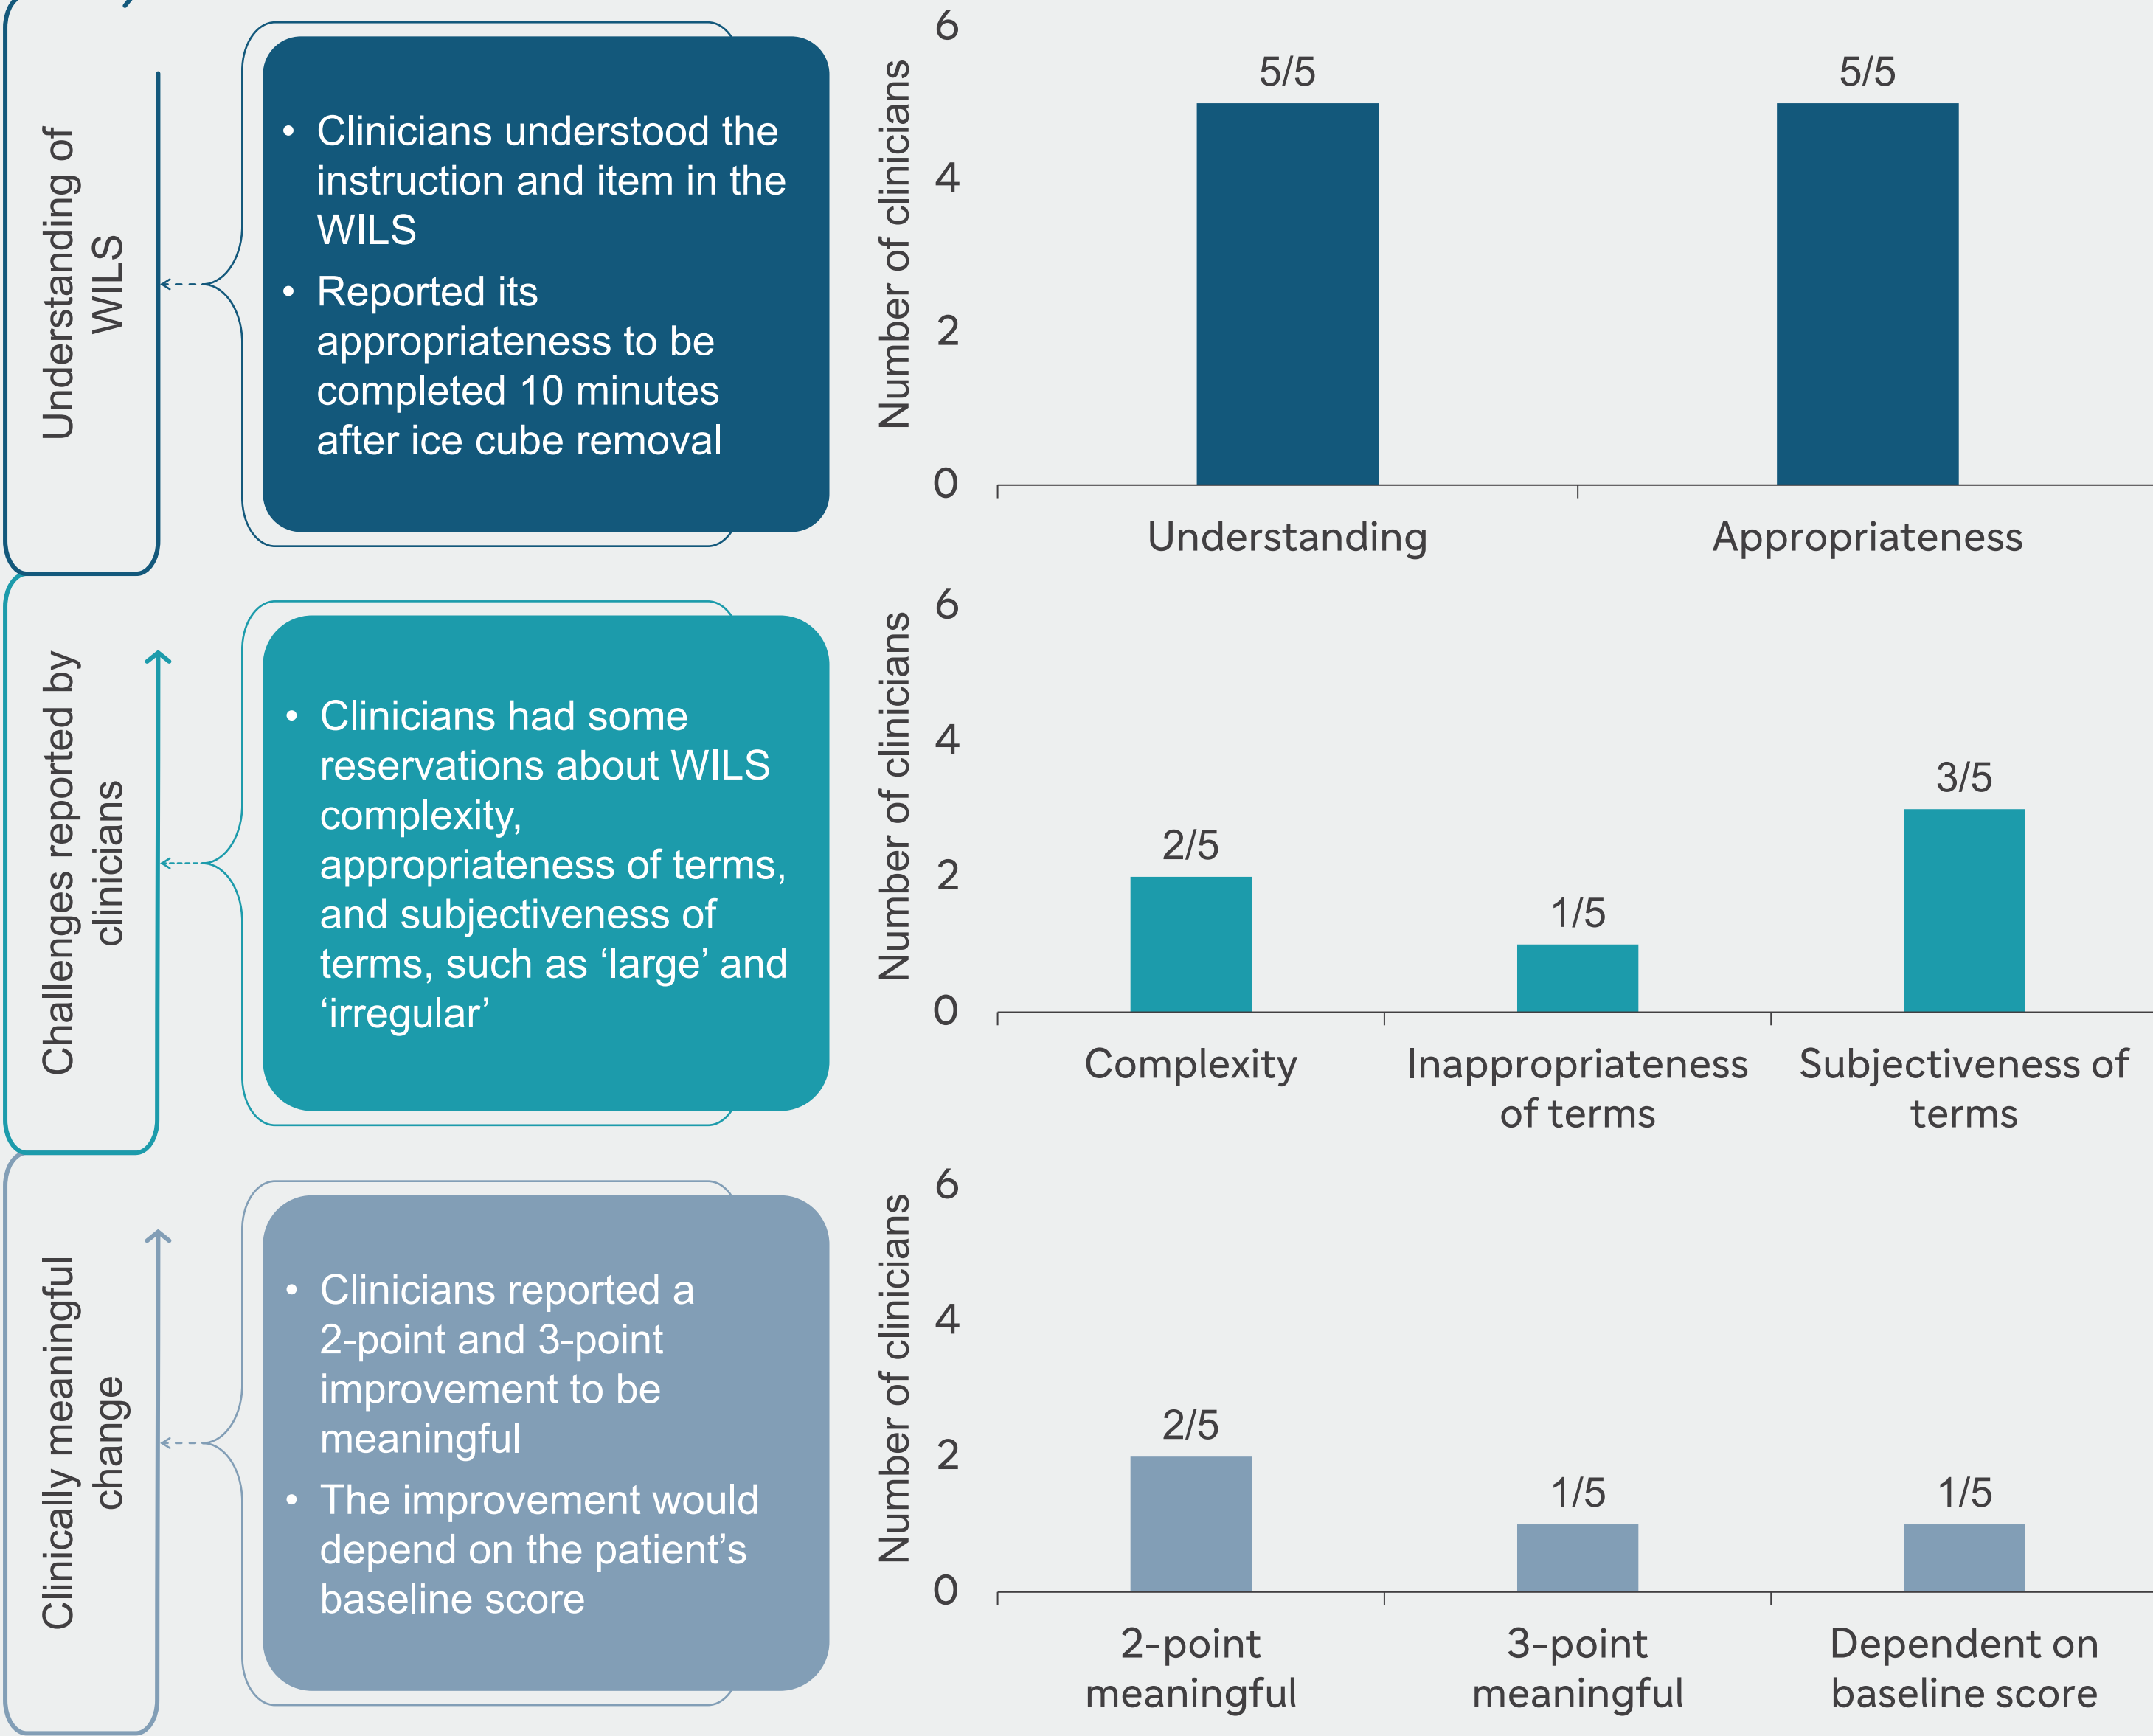 Understanding of
WILS
• Clinicians understood the
instruction and item in the
WILS
• Reported its
appropriateness to be
completed 10 minutes
after ice cube removal
Number of clinicians
6
4
2
0
5/5
5/5
Understanding
Appropriateness
Challenges reported by
clinicians
• Clinicians had some
reservations about WILS
complexity,
appropriateness of terms,
and subjectiveness of
terms, such as ‘large’ and
‘irregular’
Number of clinicians
6
4
2
0
2/5
1/5
3/5
Complexity
Inappropriateness
of terms
Subjectiveness of
terms
Clinically meaningful
change
• Clinicians reported a
2-point and 3-point
improvement to be
meaningful
• The improvement would
depend on the patient’s
baseline score
Number of clinicians
6
4
2
0
2/5
1/5
1/5
2-point
meaningful
3-point
meaningful
Dependent on
baseline score